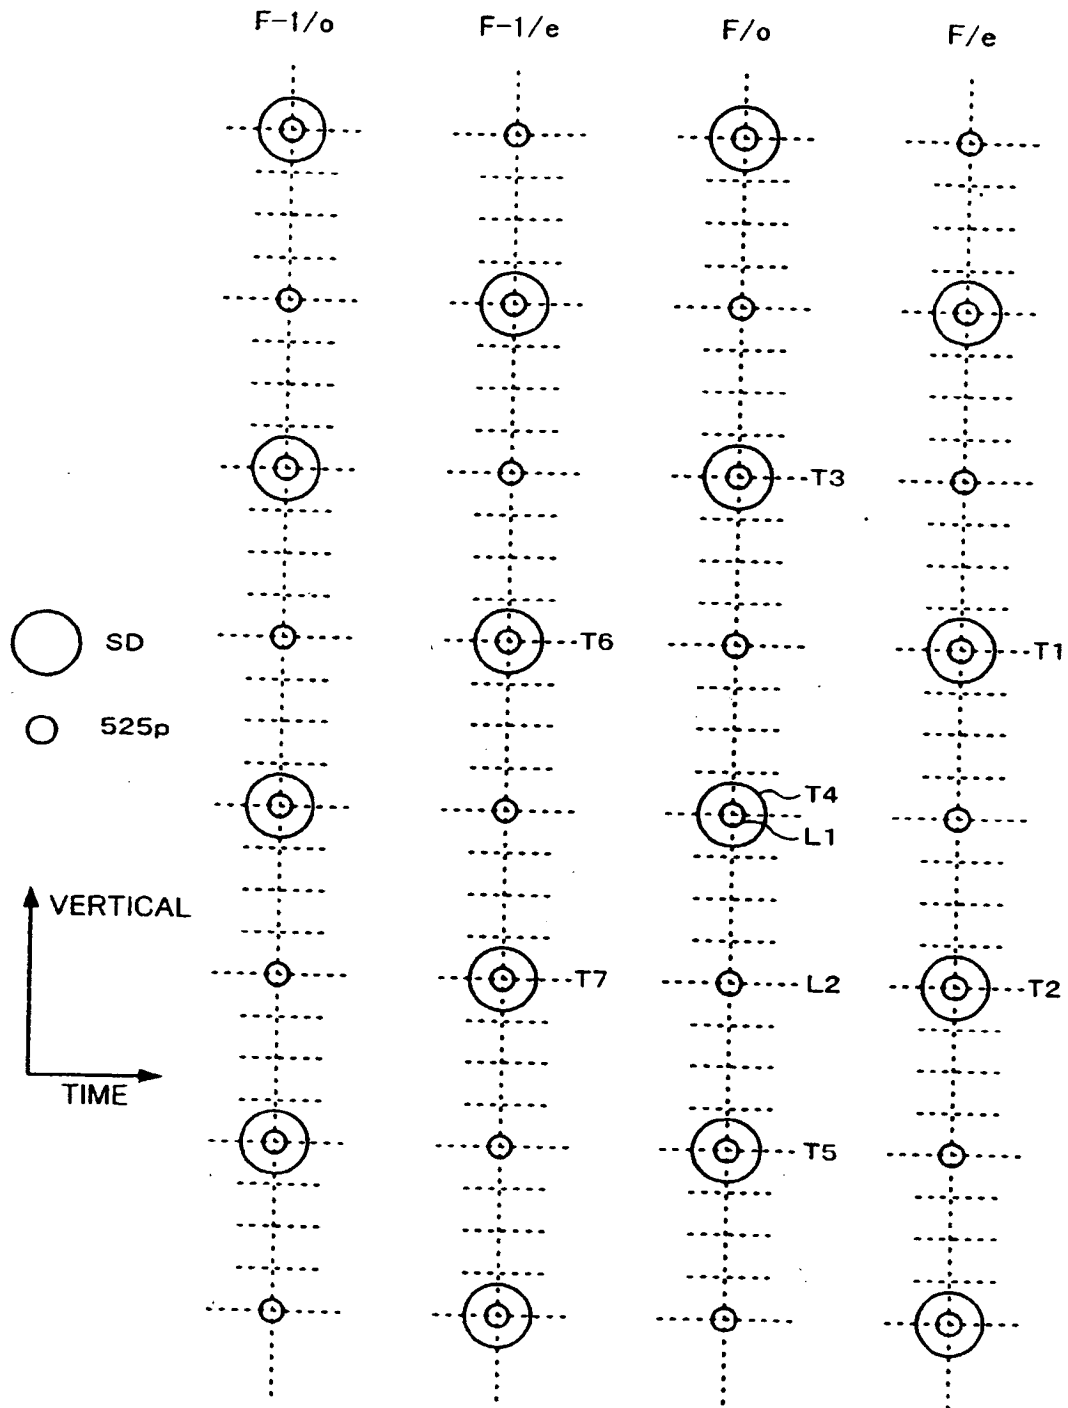 F-1/o F-1/e F/o F/e
T3
T6 T1
SD
525p
T4
L1
VERTICAL
T7 L2 T2
TIME
T5